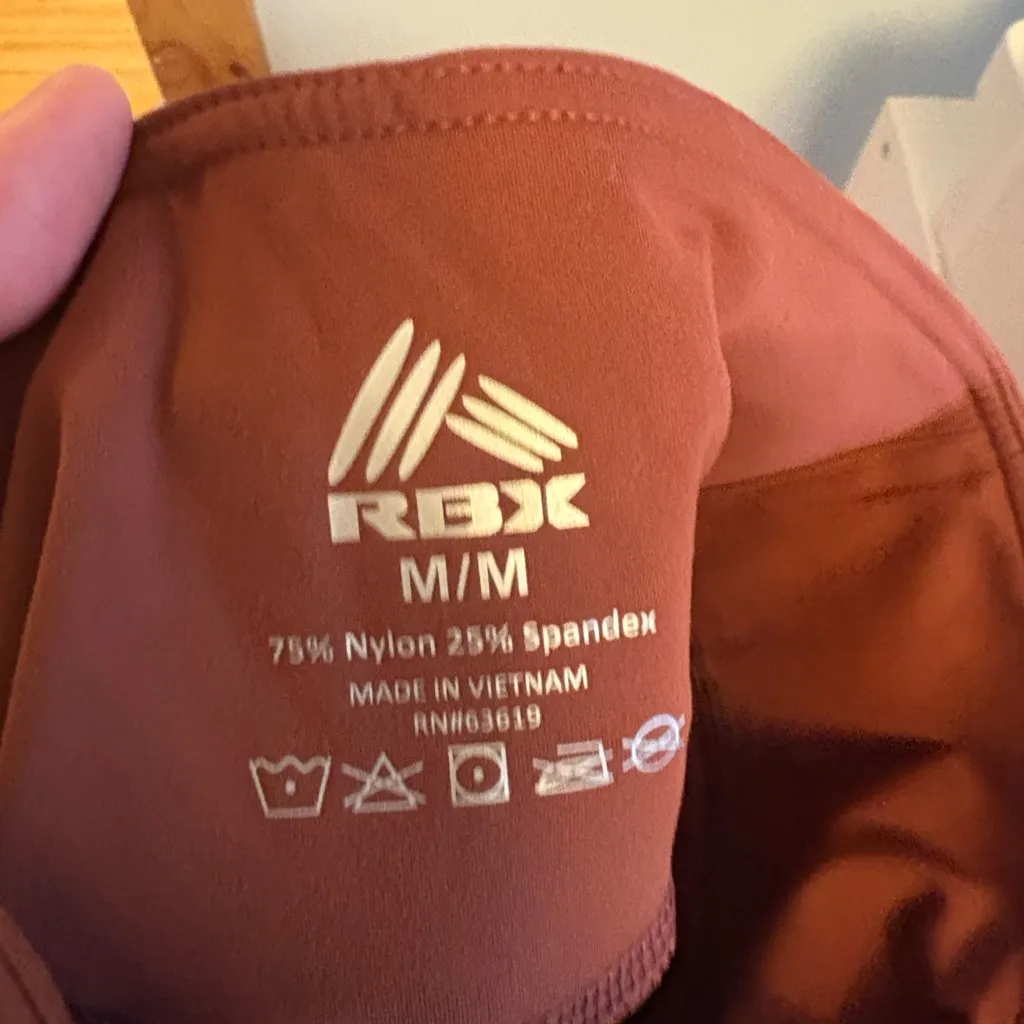 RBX
M/M
75% Nylon 25% Spandex
MADE IN VIETNAM
RN#63619